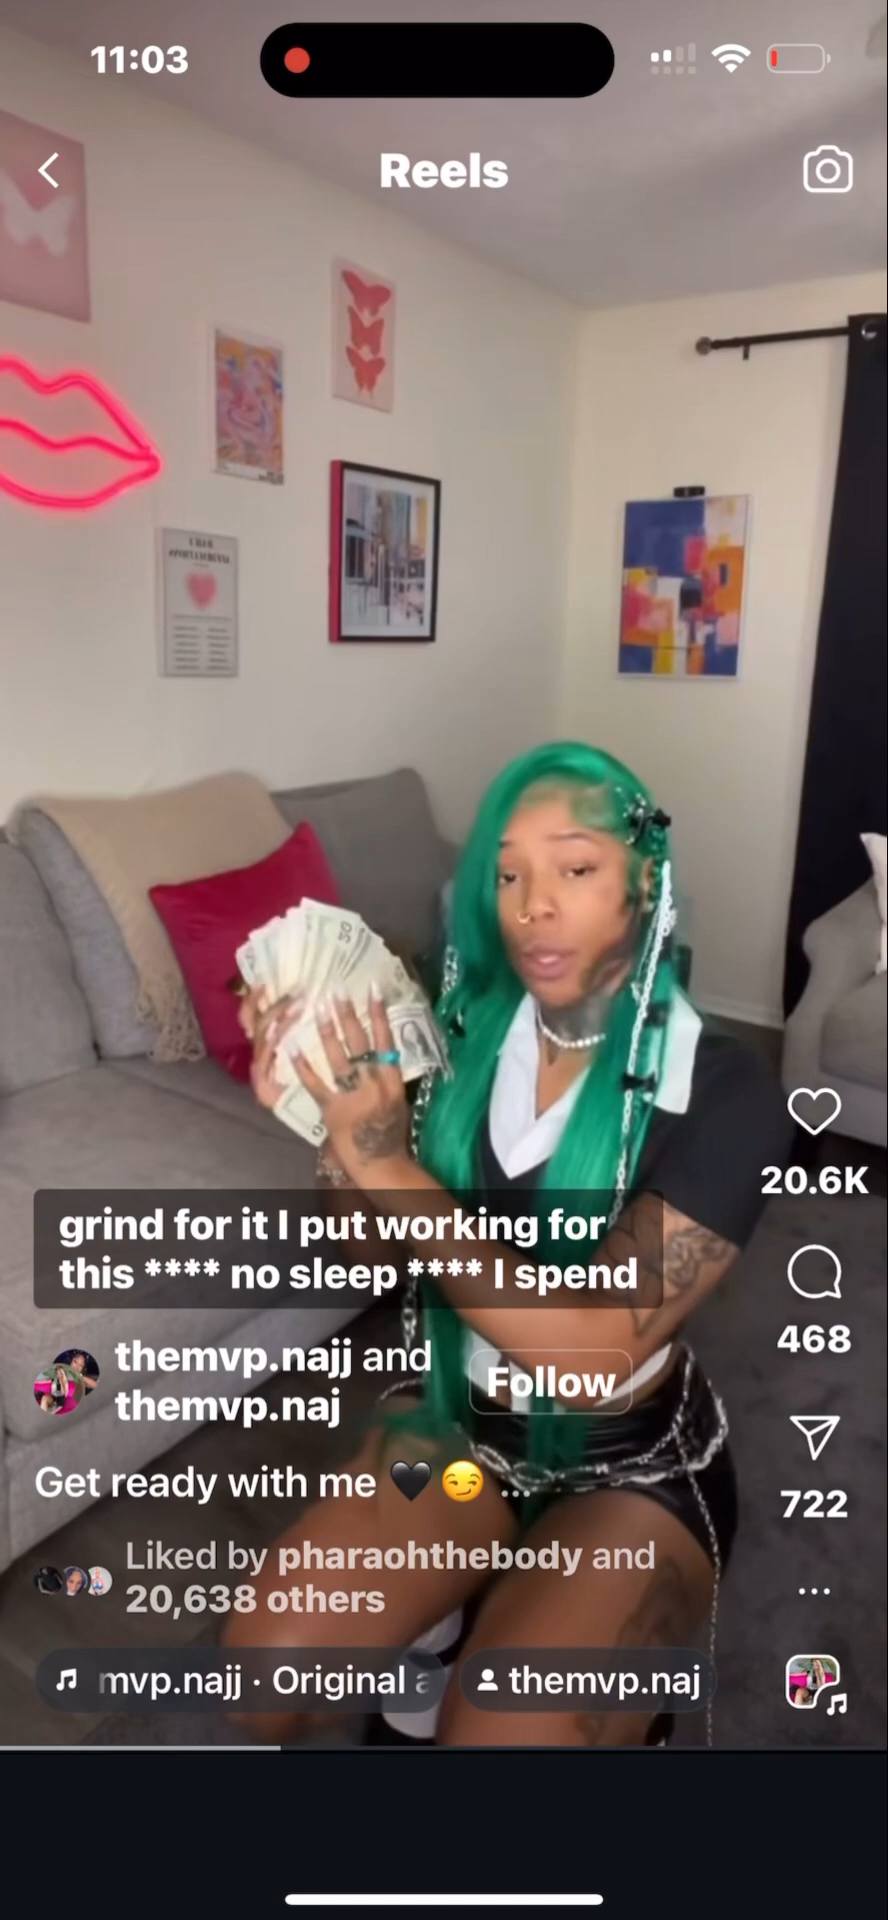 11:03
Reels
50
grind for it I put working for
this **** no sleep **** I spend
20.6K
468
themvp.najj and
themvp.naj
Follow
Get ready with me 🖤😏 ...
722
Liked by pharaohthebody and
20,638 others
mvp.najj · Original a
themvp.naj